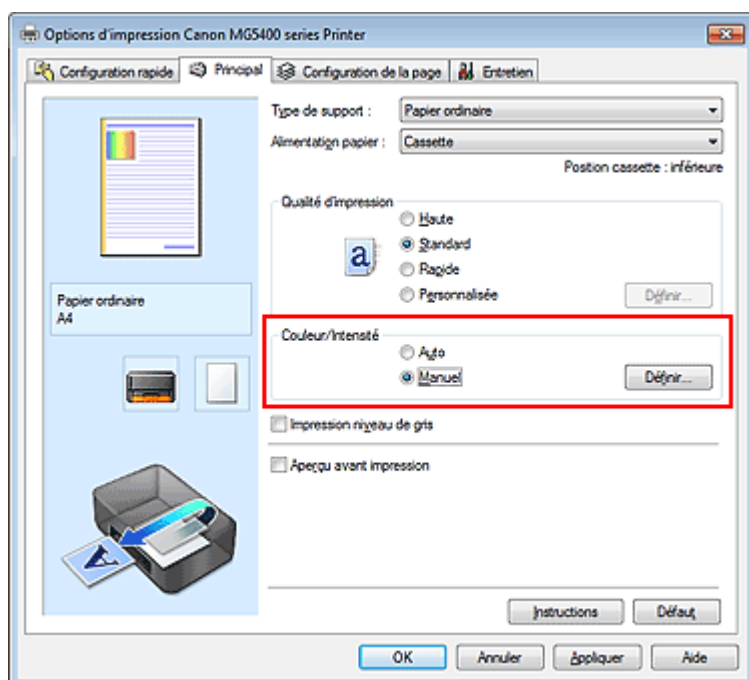 Options d'impression Canon MG5400 series Printer
Configuration rapide Principal Configuration de la page Entretien
Type de support : Papier ordinaire
Alimentation papier : Cassette
Position cassette : inférieure
Qualité d'impression
Haute
Standard
Rapide
Personnalisée Définir...
a
Papier ordinaire
A4
Couleur/Intensité
Auto
Manuel Définir...
Impression niveau de gris
Aperçu avant impression
A
Instructions Défaut
OK Annuler Appliquer Aide